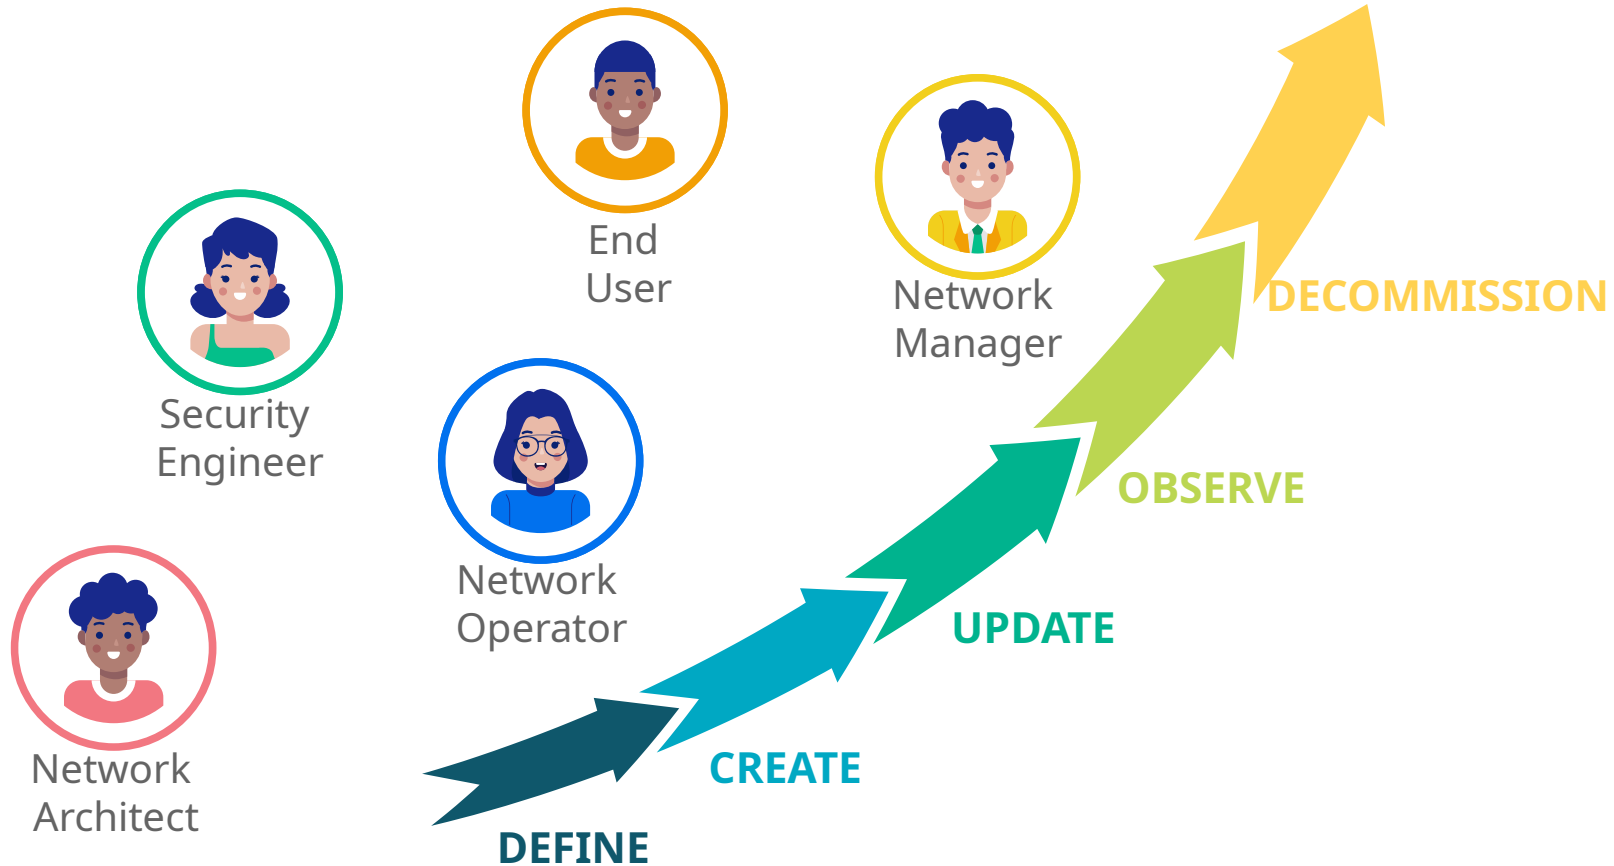 End
User
Network
Manager
Security
Engineer
Network
Operator
Network
Architect
DECOMMISSION
OBSERVE
UPDATE
CREATE
DEFINE